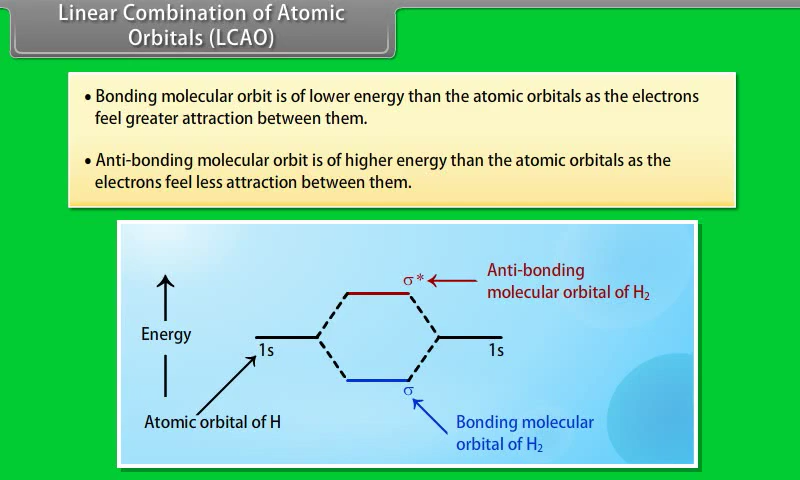 Linear Combination of Atomic
Orbitals (LCAO)
• Bonding molecular orbit is of lower energy than the atomic orbitals as the electrons
feel greater attraction between them.
• Anti-bonding molecular orbit is of higher energy than the atomic orbitals as the
electrons feel less attraction between them.
σ*
Anti-bonding
molecular orbital of H₂
Energy
1s
1s
Atomic orbital of H
σ
Bonding molecular
orbital of H₂